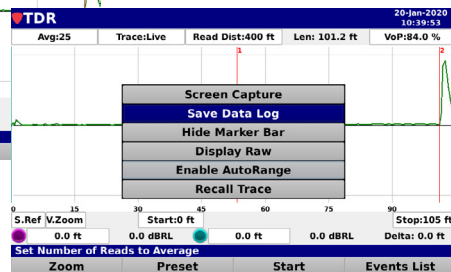 TDR
20-Jan-2020
10:39:53
Avg:25 Trace:Live Read Dist:400 ft Len: 101.2 ft VoP:84.0 %
1 2
Screen Capture
Save Data Log
Hide Marker Bar
Display Raw
Enable AutoRange
Recall Trace
0 15 30 45 60 75 90
S.Ref V.Zoom Start:0 ft Stop:105 ft
0.0 ft 0.0 dBRL 0.0 ft 0.0 dBRL Delta: 0.0 ft
Set Number of Reads to Average
Zoom Preset Start Events List